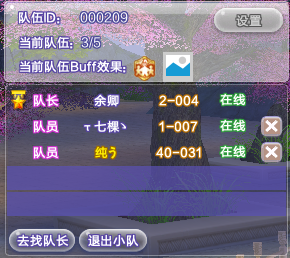 队伍ID： 000209
设置
当前队伍：3/5
当前队伍Buff效果：
队长 余卿 2-004 在线
队员 ┰七棵ゝ 1-007 在线
队员 纯う 40-031 在线
去找队长 退出小队